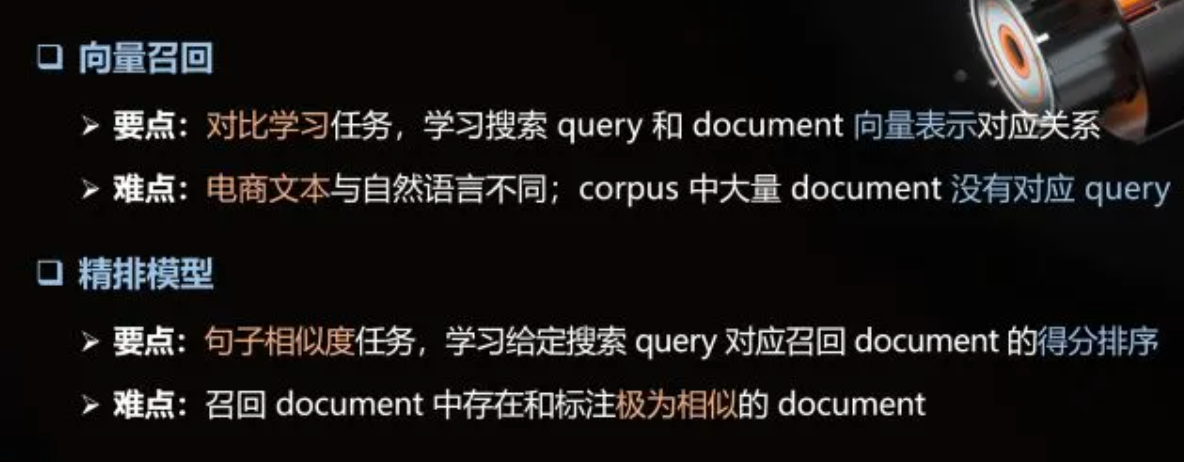 向量召回
要点：对比学习任务，学习搜索 query 和 document 向量表示对应关系
难点：电商文本与自然语言不同；corpus 中大量 document 没有对应 query
精排模型
要点：句子相似度任务，学习给定搜索 query 对应召回 document 的得分排序
难点：召回 document 中存在和标注极为相似的 document